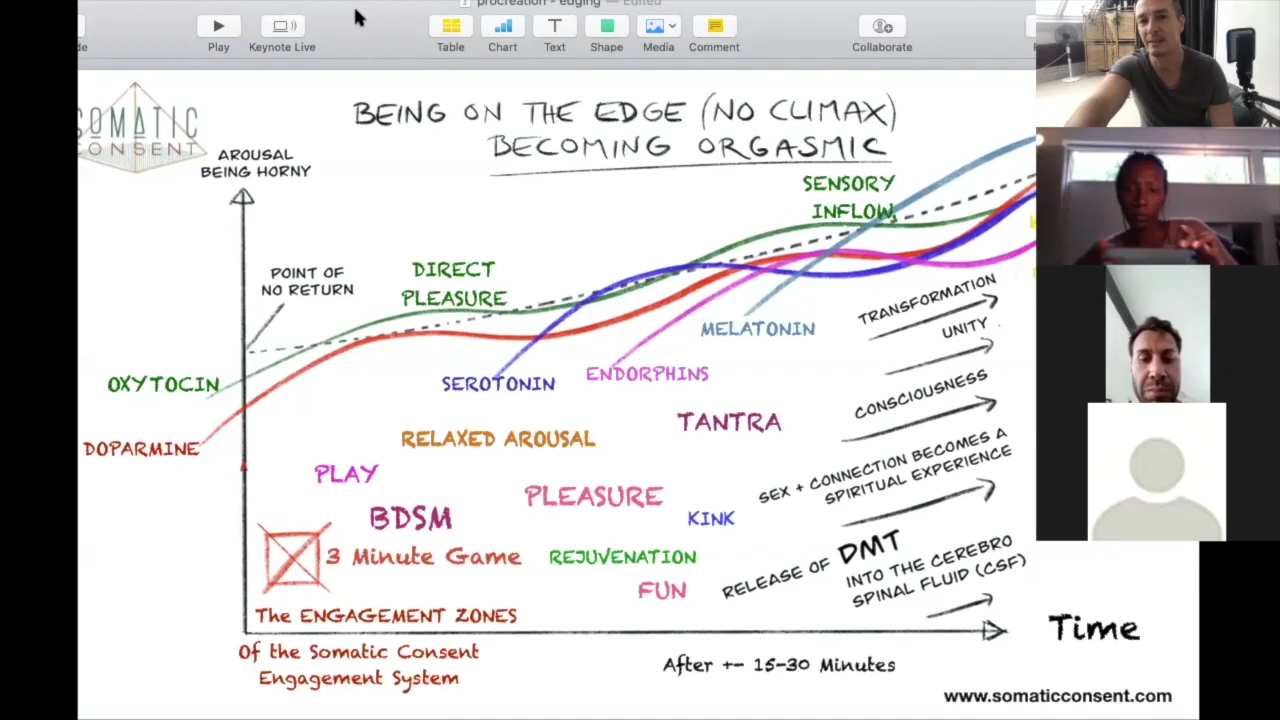 procreation - edging — Edited
Play
Keynote Live
Table
Chart
Text
Shape
Media
Comment
Collaborate
SOMATIC
CONSENT
BEING ON THE EDGE (NO CLIMAX)
BECOMING ORGASMIC
AROUSAL
BEING HORNY
SENSORY
INFLOW
POINT OF
NO RETURN
DIRECT
PLEASURE
TRANSFORMATION
MELATONIN
UNITY
OXYTOCIN
SEROTONIN
ENDORPHINS
CONSCIOUSNESS
TANTRA
DOPARMINE
RELAXED AROUSAL
PLAY
SEX + CONNECTION BECOMES A
SPIRITUAL EXPERIENCE
PLEASURE
BDSM
KINK
3 Minute Game
REJUVENATION
RELEASE OF DMT
INTO THE CEREBRO
SPINAL FLUID (CSF)
FUN
The ENGAGEMENT ZONES
Of the Somatic Consent
Engagement System
Time
After +- 15-30 Minutes
www.somaticconsent.com